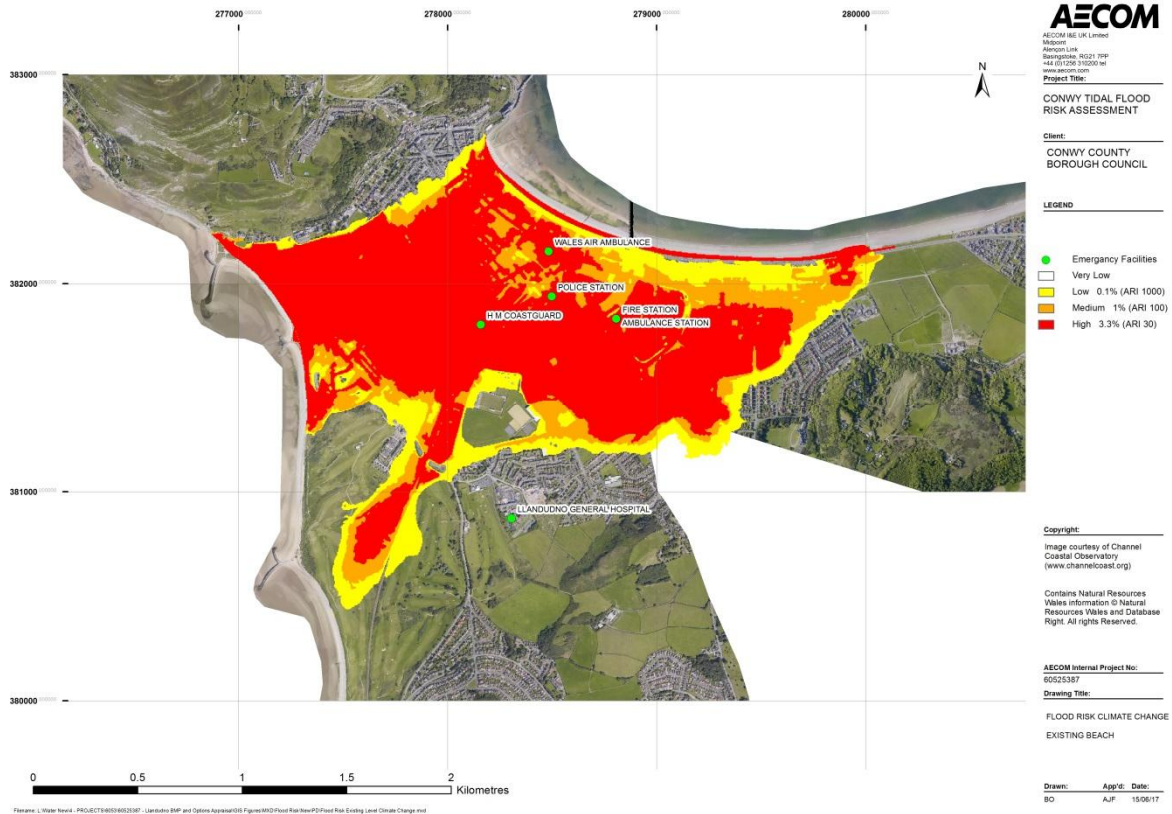 277000
278000
279000
280000
383000
382000
381000
380000
N
WALES AIR AMBULANCE
POLICE STATION
H M COASTGUARD
FIRE STATION
AMBULANCE STATION
LLANDUDNO GENERAL HOSPITAL
0 0.5 1 1.5 2
Kilometres
AECOM
AECOM I&E UK Limited
Midpoint
Alençon Link
Basingstoke, RG21 7PP
+44 (0)1256 310200 tel
www.aecom.com
Project Title:
CONWY TIDAL FLOOD
RISK ASSESSMENT
Client:
CONWY COUNTY
BOROUGH COUNCIL
LEGEND
Emergancy Facilities
Very Low
Low 0.1% (ARI 1000)
Medium 1% (ARI 100)
High 3.3% (ARI 30)
Copyright:
Image courtesy of Channel
Coastal Observatory
(www.channelcoast.org)
Contains Natural Resources
Wales information © Natural
Resources Wales and Database
Right. All rights Reserved.
AECOM Internal Project No:
60525387
Drawing Title:
FLOOD RISK CLIMATE CHANGE
EXISTING BEACH
Drawn: App'd: Date:
BO AJF 15/06/17